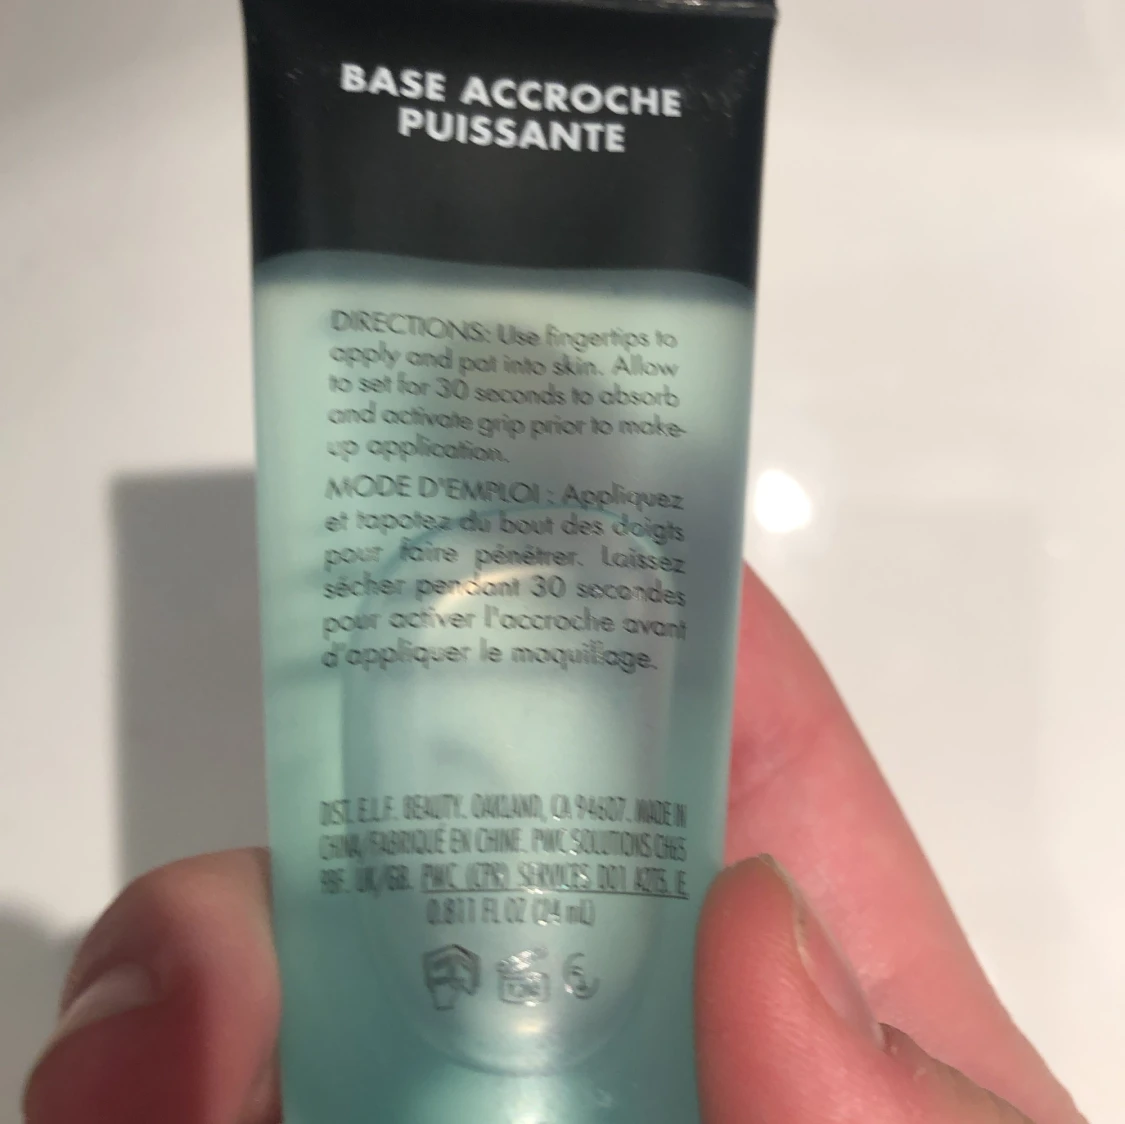 BASE ACCROCHE
PUISSANTE
DIRECTIONS: Use fingertips to
apply and pat into skin. Allow
to set for 30 seconds to absorb
and activate grip prior to make-
up application.
MODE D'EMPLOI : Appliquez
et tapotez du bout des doigts
pour faire pénétrer. Laissez
sécher pendant 30 secondes
pour activer l'accroche avant
d'appliquer le maquillage.
DIST. E.L.F. BEAUTY. OAKLAND, CA 94607. MADE IN
CHINA/FABRIQUÉ EN CHINE. PWC SOLUTIONS CH65
9BF. UK/GB. PWC (CPR) SERVICES D01 A2T5. IE
0.811 FL OZ (24 mL)